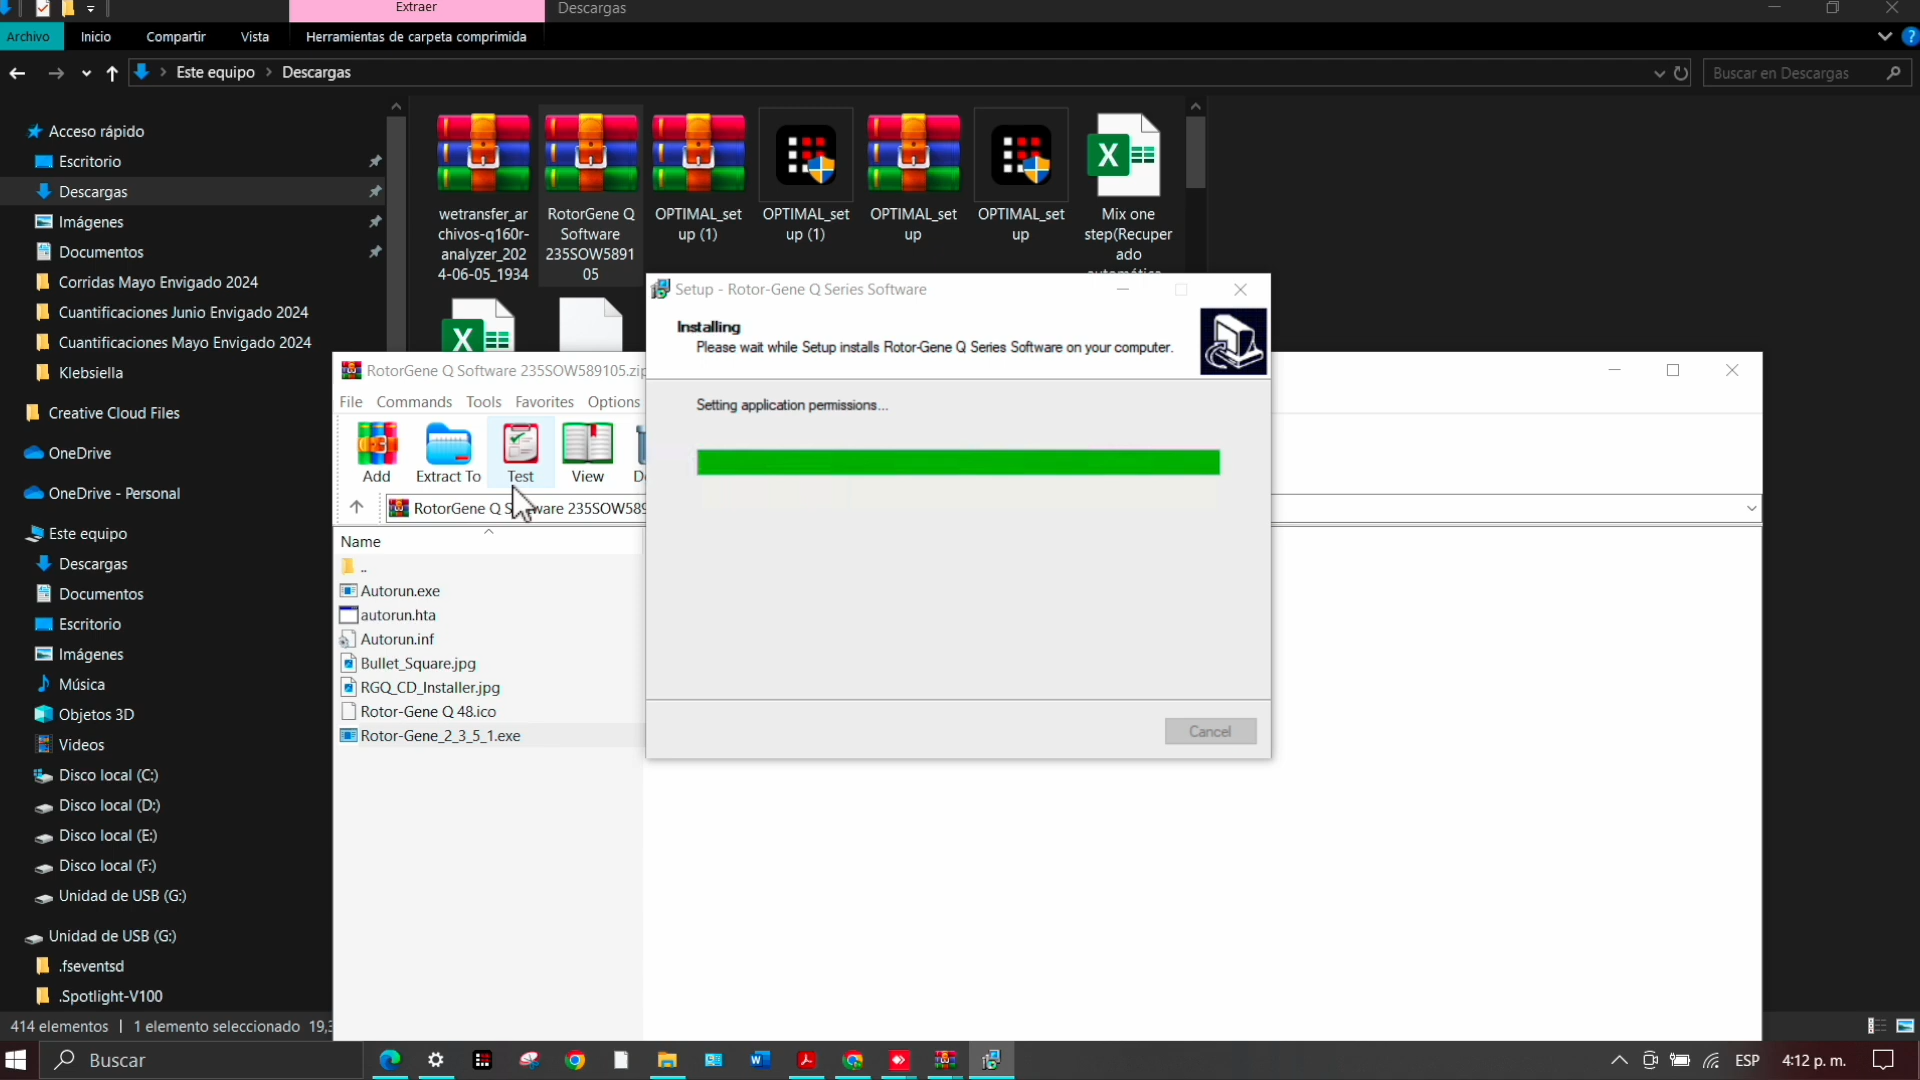 Extraer
Descargas
Archivo
Inicio
Compartir
Vista
Herramientas de carpeta comprimida
Este equipo
Descargas
Buscar en Descargas
Acceso rápido
Escritorio
Descargas
Imágenes
Documentos
Corridas Mayo Envigado 2024
Cuantificaciones Junio Envigado 2024
Cuantificaciones Mayo Envigado 2024
Klebsiella
Creative Cloud Files
OneDrive
OneDrive - Personal
Este equipo
Descargas
Documentos
Escritorio
Imágenes
Música
Objetos 3D
Videos
Disco local (C:)
Disco local (D:)
Disco local (E:)
Disco local (F:)
Unidad de USB (G:)
Unidad de USB (G:)
.fseventsd
.Spotlight-V100
414 elementos
1 elemento seleccionado 19,3
wetransfer_ar
chivos-q160r-
analyzer_202
4-06-05_1934
RotorGene Q
Software
235SOW5891
05
OPTIMAL_set
up (1)
OPTIMAL_set
up (1)
OPTIMAL_set
up
OPTIMAL_set
up
Mix one
step(Recuper
ado
RotorGene Q Software 235SOW589105.zip
File
Commands
Tools
Favorites
Options
Add
Extract To
Test
View
RotorGene Q
ware 235SOW589
Name
..
Autorun.exe
autorun.hta
Autorun.inf
Bullet_Square.jpg
RGQ_CD_Installer.jpg
Rotor-Gene Q 48.ico
Rotor-Gene_2_3_5_1.exe
Setup - Rotor-Gene Q Series Software
Installing
Please wait while Setup installs Rotor-Gene Q Series Software on your computer.
Setting application permissions...
Cancel
Buscar
ESP
4:12 p. m.